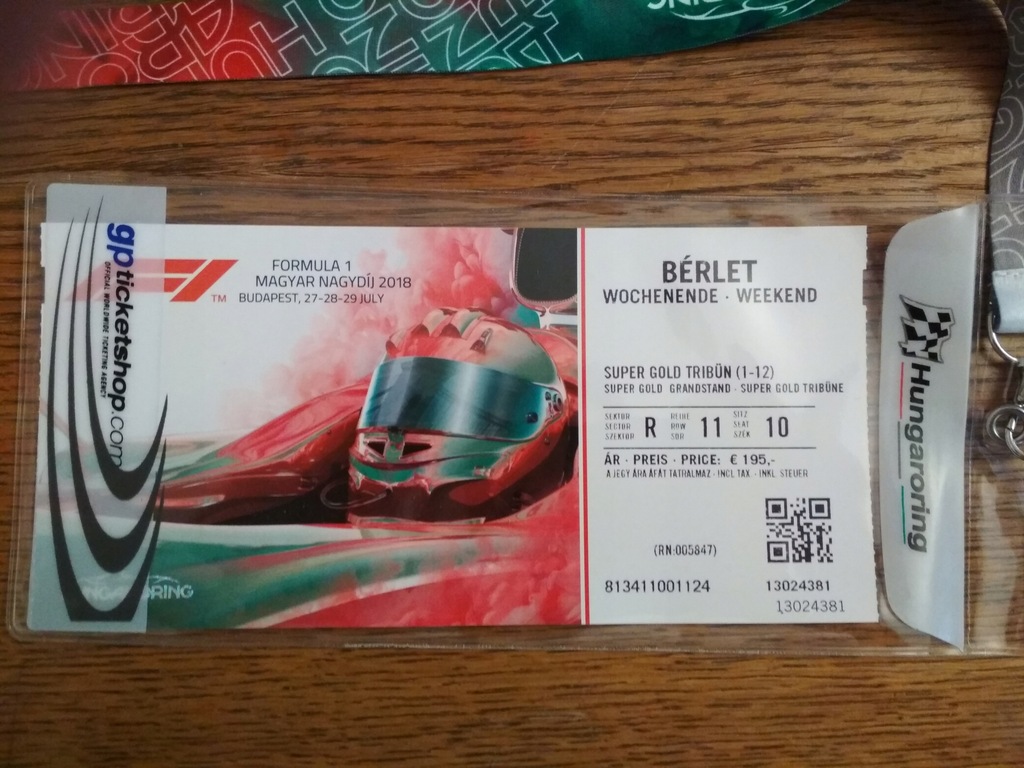 gpticketshop.com
OFFICIAL WORLDWIDE TICKETING AGENCY
F1 TM
FORMULA 1
MAGYAR NAGYDÍJ 2018
BUDAPEST, 27-28-29 JULY
BÉRLET
WOCHENENDE · WEEKEND
SUPER GOLD TRIBÜN (1-12)
SUPER GOLD GRANDSTAND · SUPER GOLD TRIBÜNE
SEKTOR
SECTOR
SZEKTOR
R
REIHE
ROW
SOR
11
SITZ
SEAT
SZÉK
10
ÁR · PREIS · PRICE: € 195,-
A JEGY ÁRA ÁFÁT TARTALMAZ · INCL TAX · INKL STEUER
(RN:005847)
813411001124
13024381
13024381
Hungaroring